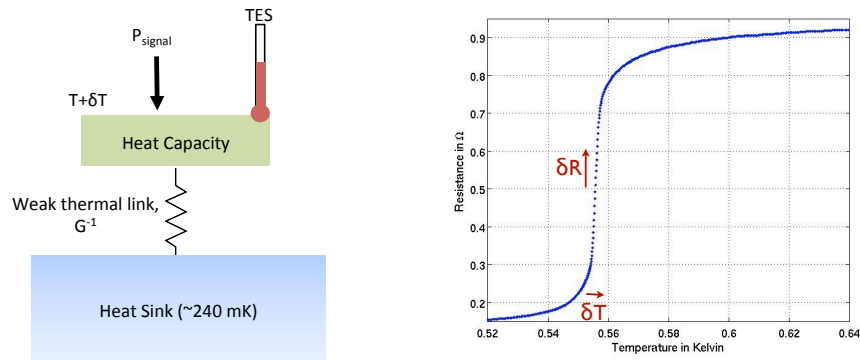 TES
P_signal
T+δT
Heat Capacity
Weak thermal link,
G⁻¹
Heat Sink (~240 mK)
Resistance in Ω
0.9
0.8
0.7
0.6
0.5
0.4
0.3
0.2
δR
δT
0.52
0.54
0.56
0.58
0.6
0.62
0.64
Temperature in Kelvin